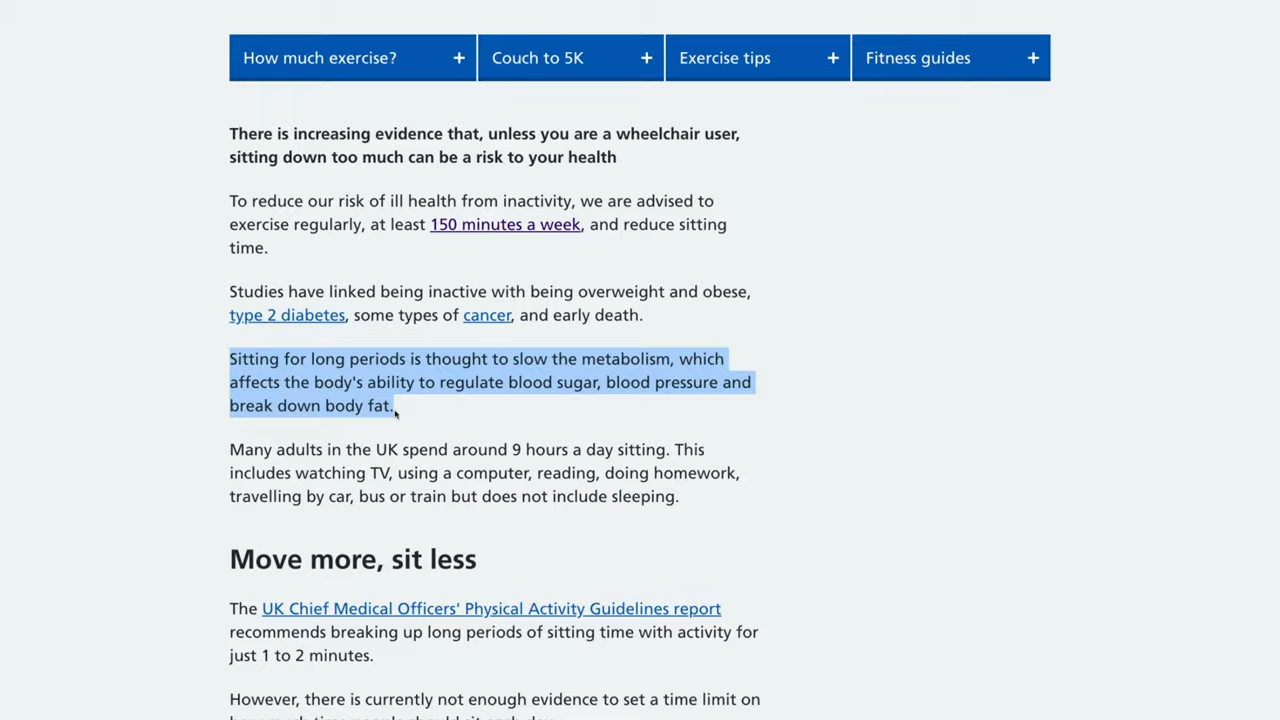 How much exercise? +
Couch to 5K +
Exercise tips +
Fitness guides +
There is increasing evidence that, unless you are a wheelchair user,
sitting down too much can be a risk to your health
To reduce our risk of ill health from inactivity, we are advised to
exercise regularly, at least 150 minutes a week, and reduce sitting
time.
Studies have linked being inactive with being overweight and obese,
type 2 diabetes, some types of cancer, and early death.
Sitting for long periods is thought to slow the metabolism, which
affects the body's ability to regulate blood sugar, blood pressure and
break down body fat.
Many adults in the UK spend around 9 hours a day sitting. This
includes watching TV, using a computer, reading, doing homework,
travelling by car, bus or train but does not include sleeping.
Move more, sit less
The UK Chief Medical Officers' Physical Activity Guidelines report
recommends breaking up long periods of sitting time with activity for
just 1 to 2 minutes.
However, there is currently not enough evidence to set a time limit on